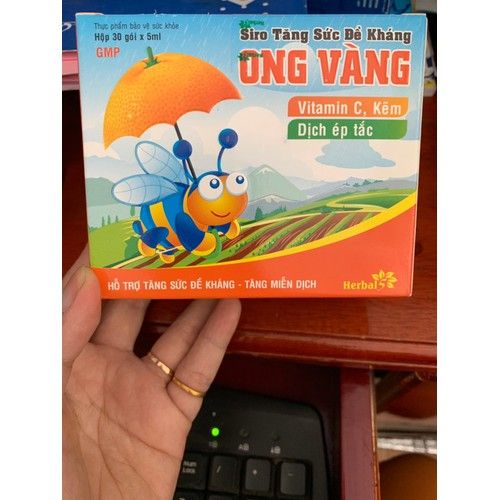 Thực phẩm bảo vệ sức khỏe
Hộp 30 gói x 5ml
GMP
Siro Tăng Sức Đề Kháng
ONG VÀNG
Vitamin C, Kẽm
Dịch ép tắc
HỖ TRỢ TĂNG SỨC ĐỀ KHÁNG - TĂNG MIỄN DỊCH
Herbal